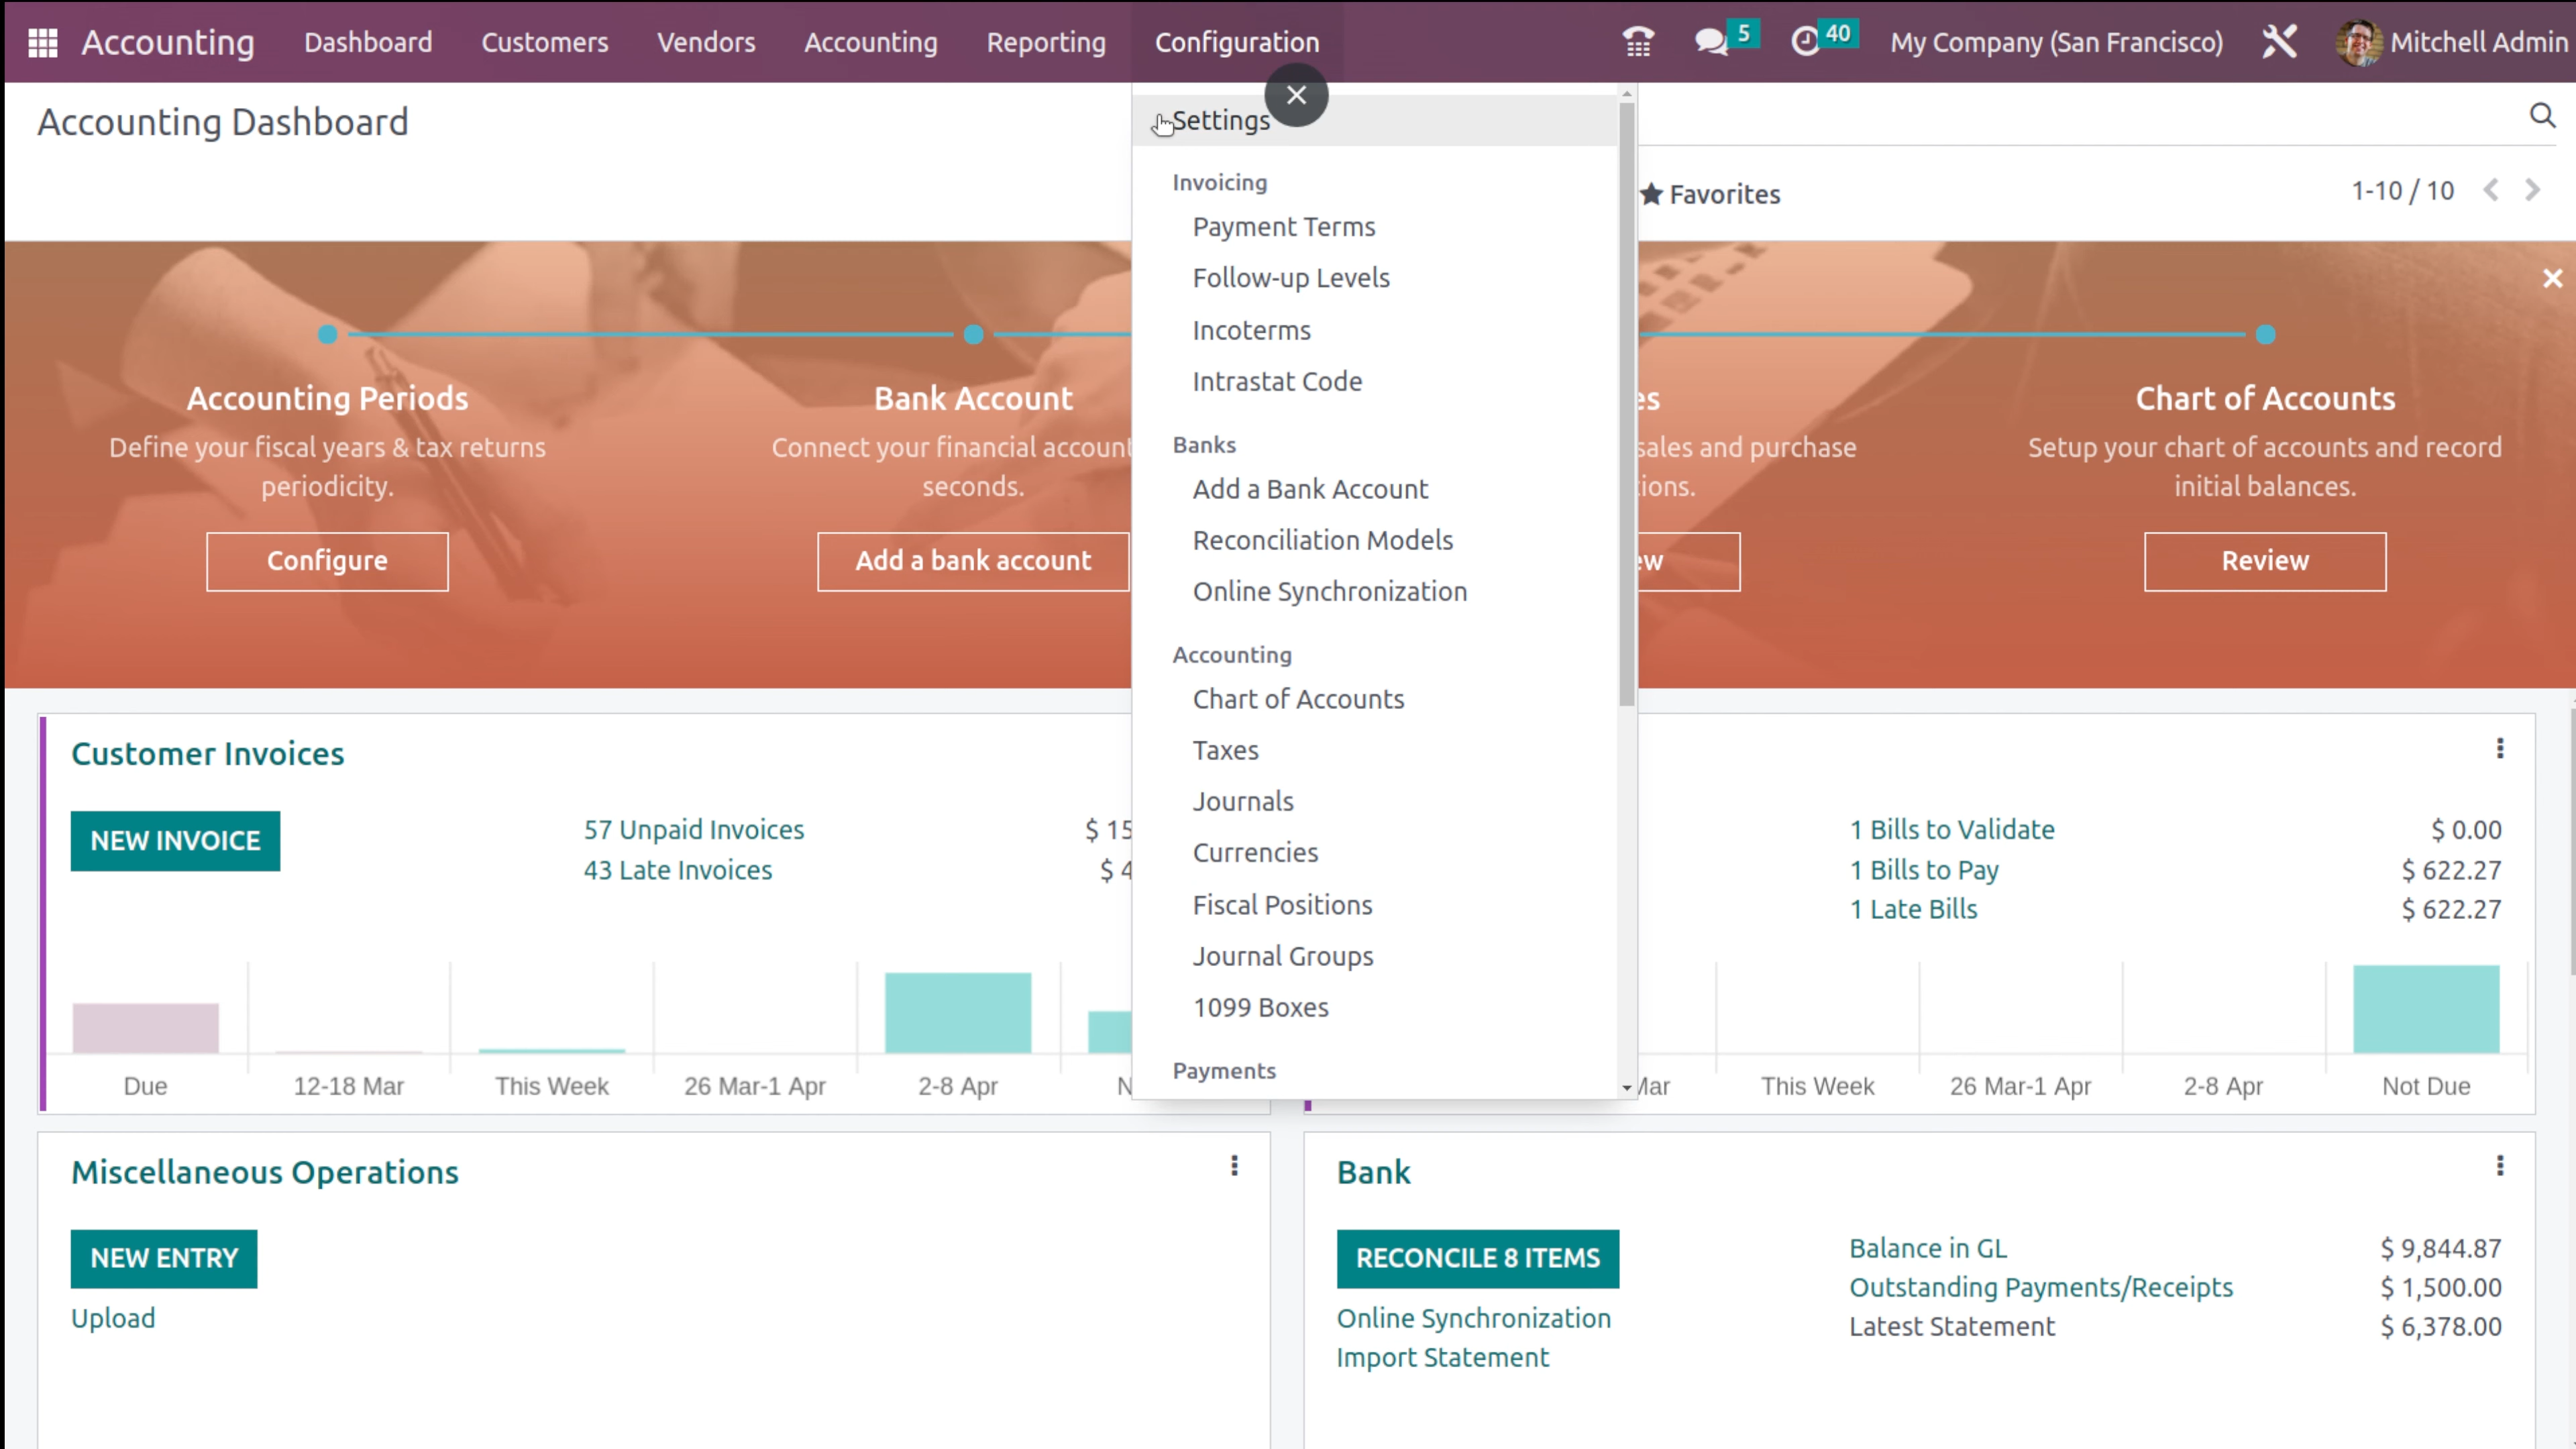 Accounting Dashboard Customers Vendors Accounting Reporting Configuration 5 40 My Company (San Francisco) Mitchell Admin
Accounting Dashboard
Favorites
1-10 / 10
Settings
Invoicing
Payment Terms
Follow-up Levels
Incoterms
Intrastat Code
Banks
Add a Bank Account
Reconciliation Models
Online Synchronization
Accounting
Chart of Accounts
Taxes
Journals
Currencies
Fiscal Positions
Journal Groups
1099 Boxes
Payments
Accounting Periods
Define your fiscal years & tax returns
periodicity.
Configure
Bank Account
Connect your financial account
seconds.
Add a bank account
sales and purchase
Chart of Accounts
Setup your chart of accounts and record
initial balances.
Review
Customer Invoices
NEW INVOICE
57 Unpaid Invoices $ 15
43 Late Invoices $ 4
Due 12-18 Mar This Week 26 Mar-1 Apr 2-8 Apr
1 Bills to Validate $ 0.00
1 Bills to Pay $ 622.27
1 Late Bills $ 622.27
Mar This Week 26 Mar-1 Apr 2-8 Apr Not Due
Miscellaneous Operations
NEW ENTRY
Upload
Bank
RECONCILE 8 ITEMS
Online Synchronization
Import Statement
Balance in GL $ 9,844.87
Outstanding Payments/Receipts $ 1,500.00
Latest Statement $ 6,378.00